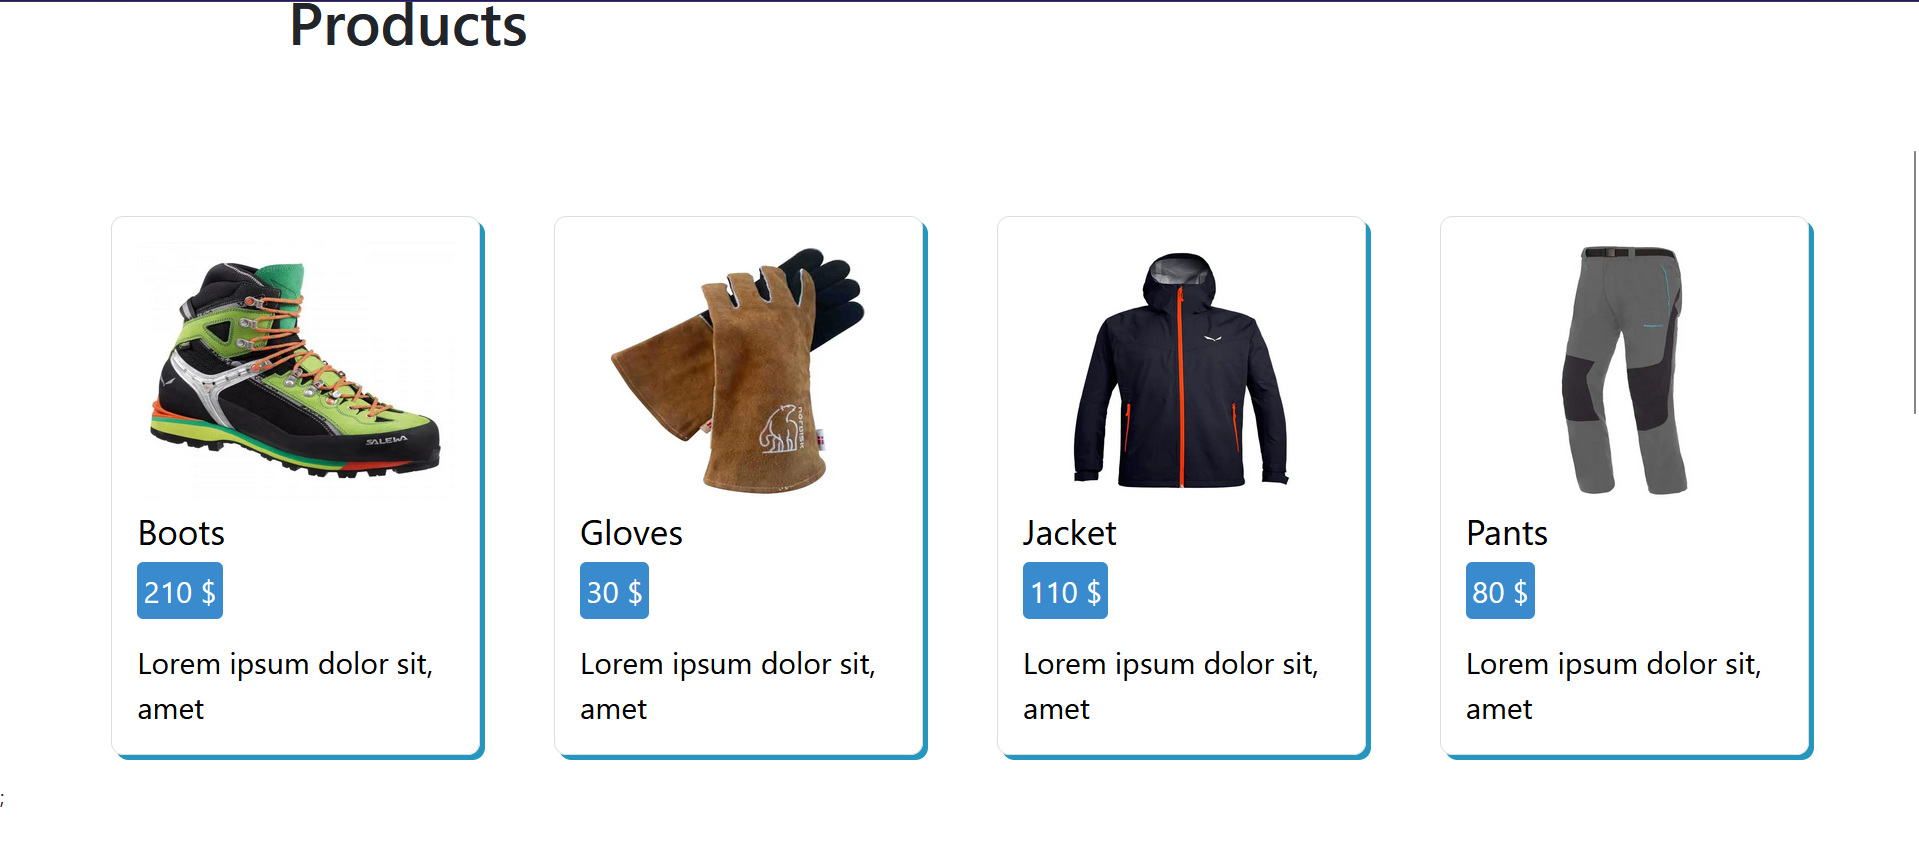 Products
SALEWA
nordisk
Boots
Gloves
Jacket
Pants
210 $
30 $
110 $
80 $
Lorem ipsum dolor sit,
amet
Lorem ipsum dolor sit,
amet
Lorem ipsum dolor sit,
amet
Lorem ipsum dolor sit,
amet
;